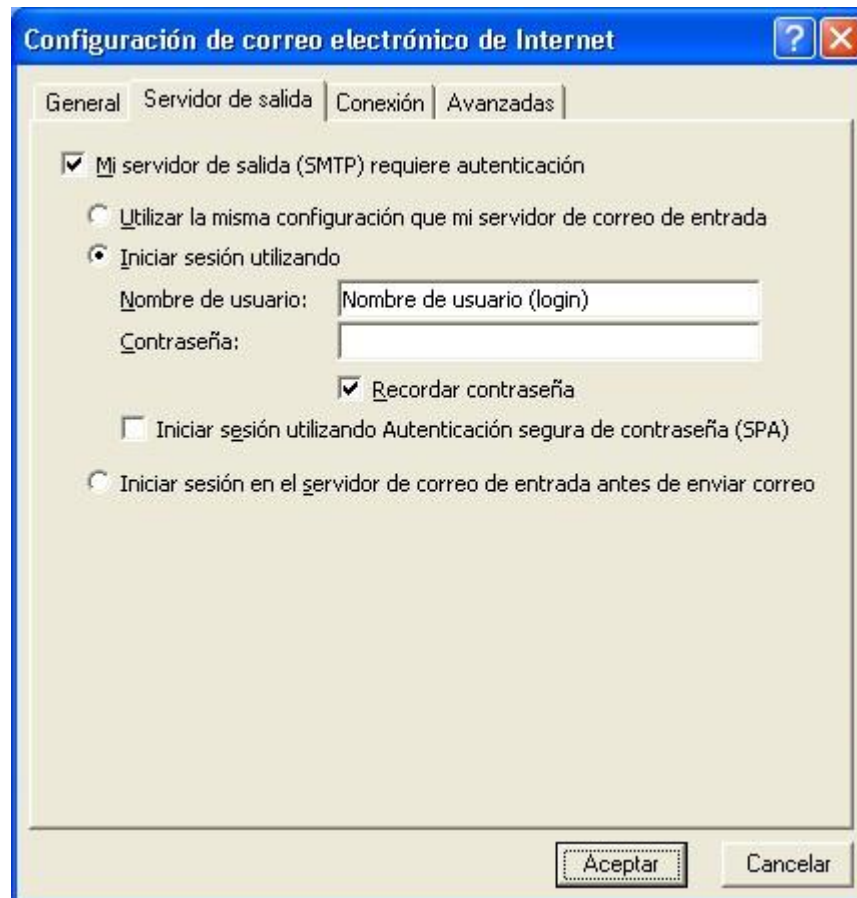 Configuración de correo electrónico de Internet
General Servidor de salida Conexión Avanzadas
Mi servidor de salida (SMTP) requiere autenticación
Utilizar la misma configuración que mi servidor de correo de entrada
Iniciar sesión utilizando
Nombre de usuario: Nombre de usuario (login)
Contraseña:
Recordar contraseña
Iniciar sesión utilizando Autenticación segura de contraseña (SPA)
Iniciar sesión en el servidor de correo de entrada antes de enviar correo
Aceptar Cancelar